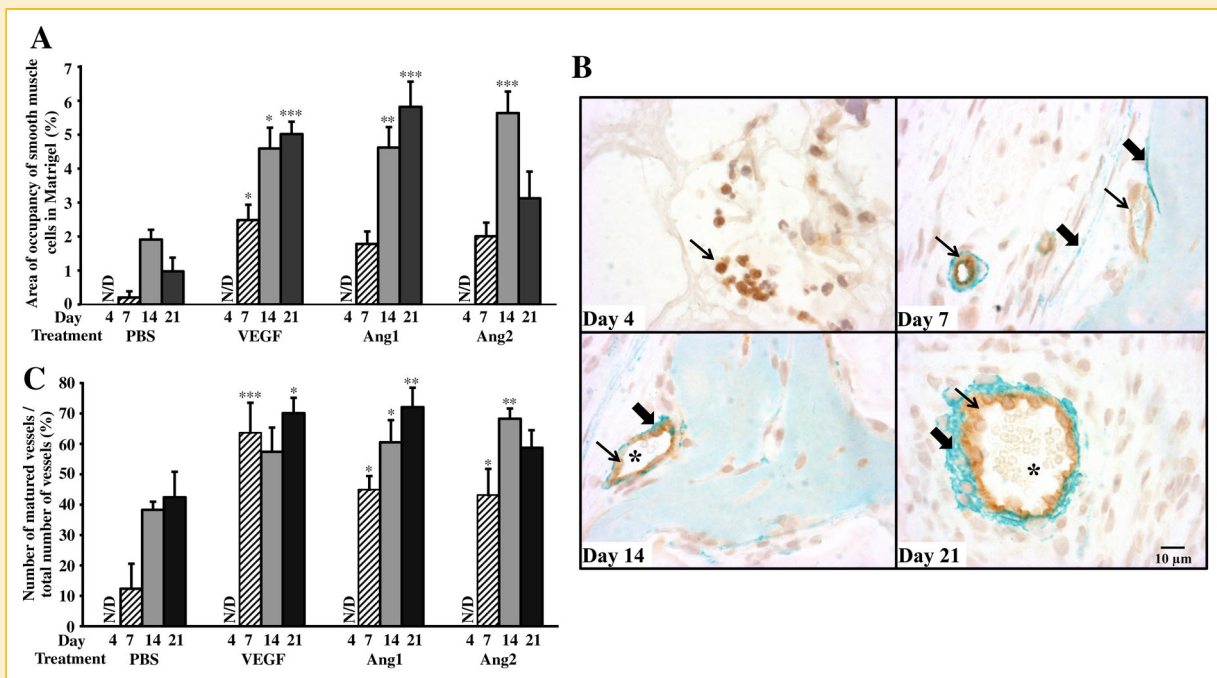 A
Area of occupancy of smooth muscle
cells in Matrigel (%)
7
6
5
4
3
2
1
0
* *** ** *** ***
*
N/D N/D N/D N/D
Day 4 7 14 21 4 7 14 21 4 7 14 21 4 7 14 21
Treatment PBS VEGF Ang1 Ang2
B
Day 4
Day 7
*
Day 14
*
Day 21
10 µm
C
Number of matured vessels /
total number of vessels (%)
80
70
60
50
40
30
20
10
0
*** * * ** **
* *
N/D N/D N/D N/D
Day 4 7 14 21 4 7 14 21 4 7 14 21 4 7 14 21
Treatment PBS VEGF Ang1 Ang2